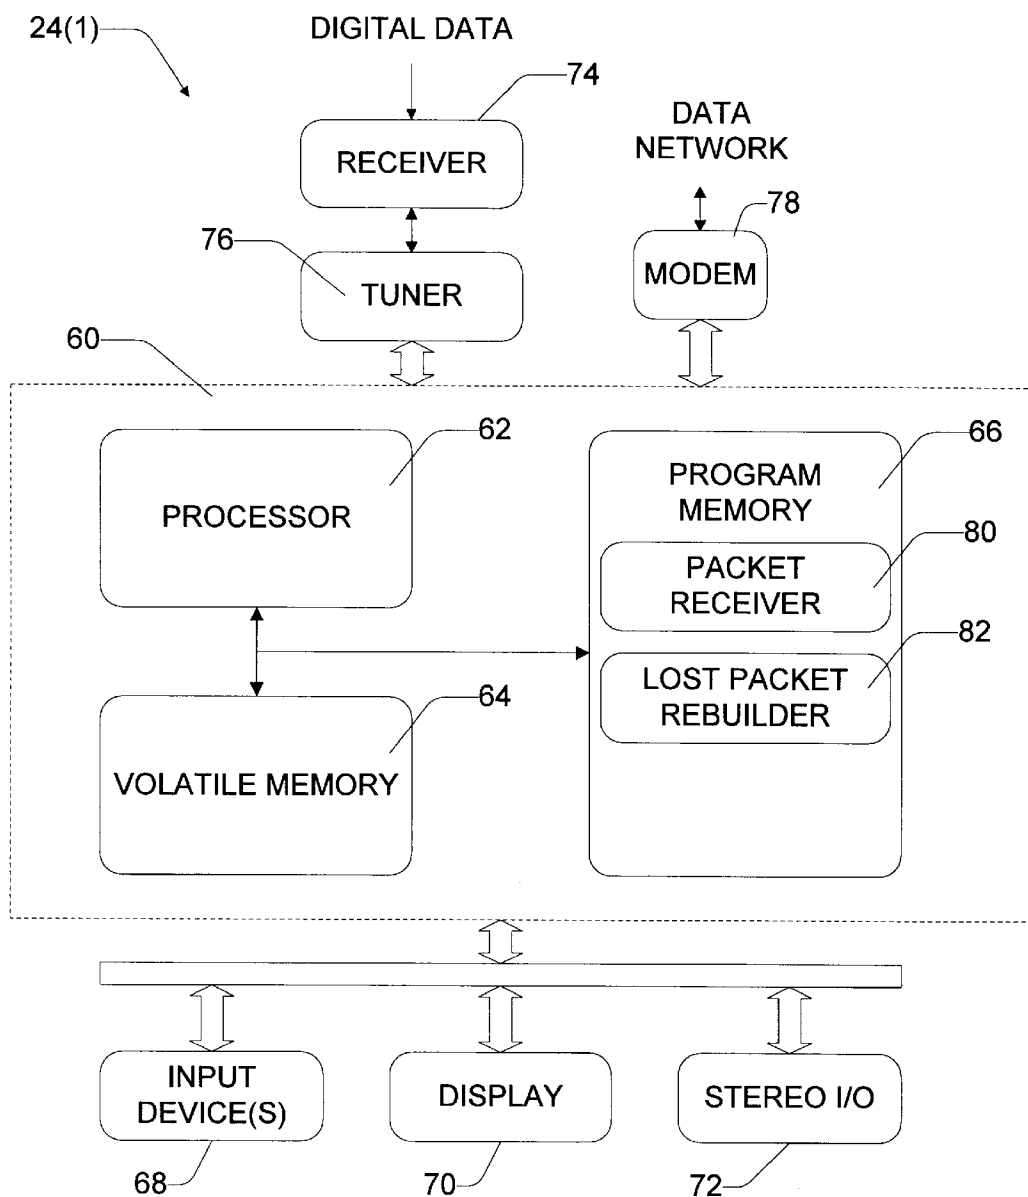 24(1)
DIGITAL DATA
74
RECEIVER
DATA
NETWORK
76
78
TUNER
MODEM
60
62
66
PROCESSOR
PROGRAM
MEMORY
80
PACKET
RECEIVER
82
LOST PACKET
REBUILDER
64
VOLATILE MEMORY
INPUT
DEVICE(S)
DISPLAY
STEREO I/O
68
70
72